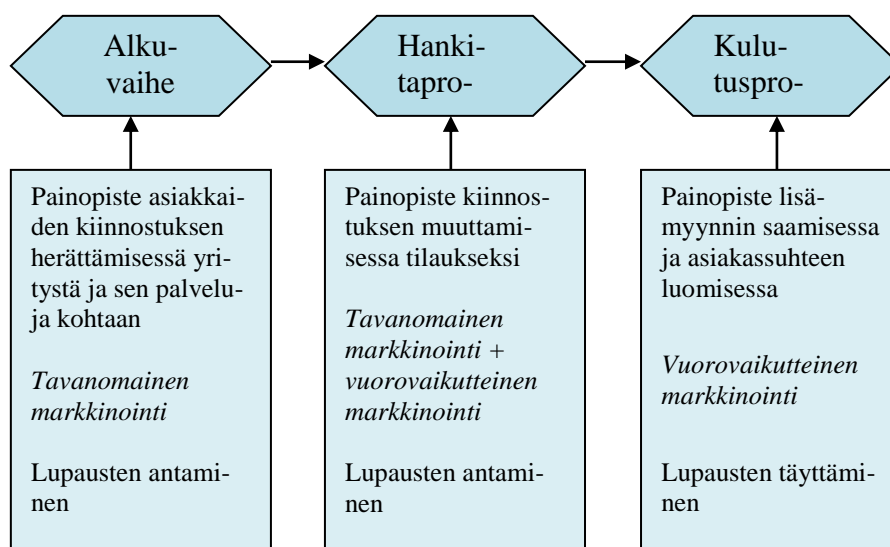 Alku-
vaihe
Hanki-
tapro-
Kulu-
tuspro-
Painopiste asiakkai-
den kiinnostuksen
herättämisessä yri-
tystä ja sen palvelu-
ja kohtaan
Tavanomainen
markkinointi
Lupausten antami-
nen
Painopiste kiinnos-
tuksen muuttami-
sessa tilaukseksi
Tavanomainen
markkinointi +
vuorovaikutteinen
markkinointi
Lupausten antami-
nen
Painopiste lisä-
myynnin saamisessa
ja asiakassuhteen
luomisessa
Vuorovaikutteinen
markkinointi
Lupausten täyttämi-
nen